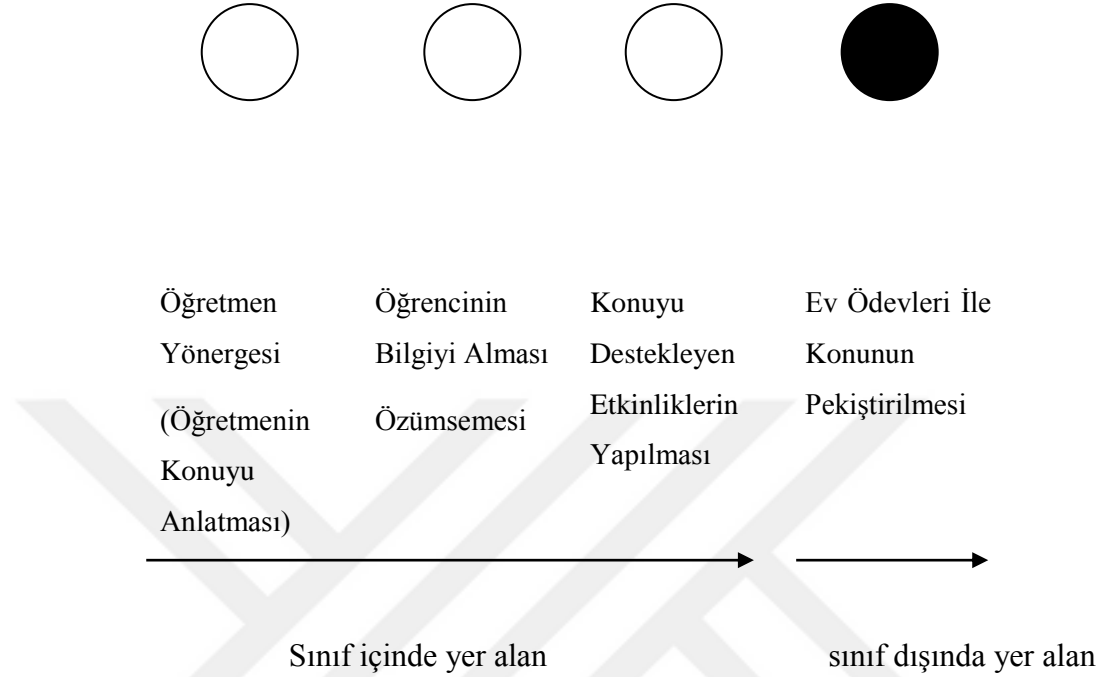 Öğretmen
Yönergesi
(Öğretmenin
Konuyu
Anlatması)
Öğrencinin
Bilgiyi Alması
Özümsemesi
Konuyu
Destekleyen
Etkinliklerin
Yapılması
Ev Ödevleri İle
Konunun
Pekiştirilmesi
Sınıf içinde yer alan
sınıf dışında yer alan